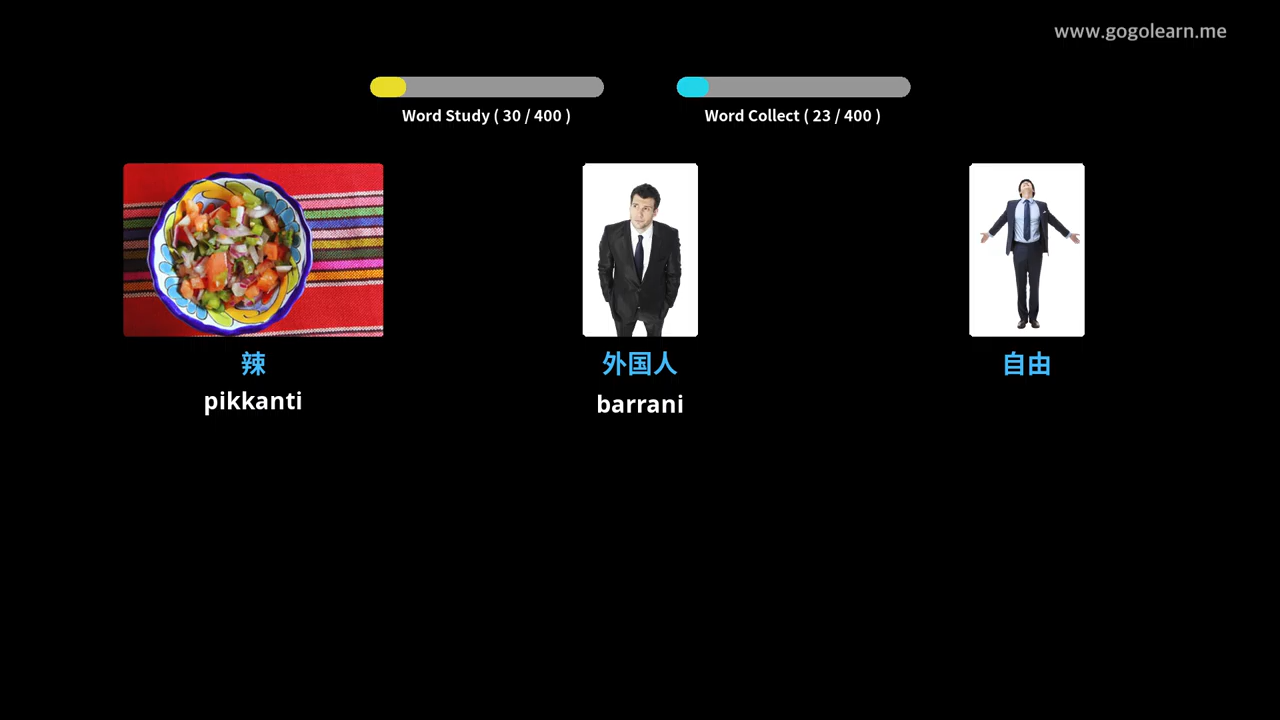 www.gogolearn.me
Word Study ( 30 / 400 )
Word Collect ( 23 / 400 )
辣
pikkanti
外国人
barrani
自由